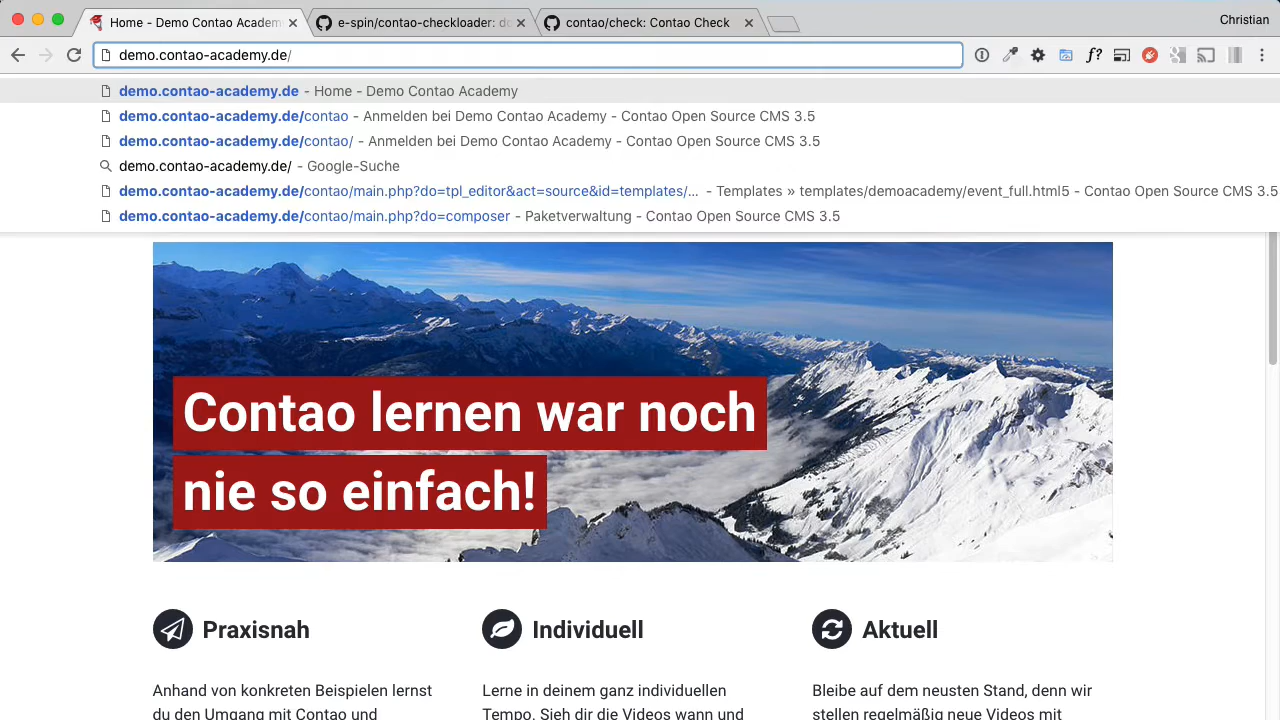 Home - Demo Contao Academ
e-spin/contao-checkloader: do
contao/check: Contao Check
Christian
demo.contao-academy.de/
demo.contao-academy.de - Home - Demo Contao Academy
demo.contao-academy.de/contao - Anmelden bei Demo Contao Academy - Contao Open Source CMS 3.5
demo.contao-academy.de/contao/ - Anmelden bei Demo Contao Academy - Contao Open Source CMS 3.5
demo.contao-academy.de/ - Google-Suche
demo.contao-academy.de/contao/main.php?do=tpl_editor&act=source&id=templates/... - Templates » templates/demoacademy/event_full.html5 - Contao Open Source CMS 3.5
demo.contao-academy.de/contao/main.php?do=composer - Paketverwaltung - Contao Open Source CMS 3.5
Contao lernen war noch
nie so einfach!
Praxisnah
Anhand von konkreten Beispielen lernst
du den Umgang mit Contao und
Individuell
Lerne in deinem ganz individuellen
Tempo. Sieh dir die Videos wann und
Aktuell
Bleibe auf dem neusten Stand, denn wir
stellen regelmäßig neue Videos mit